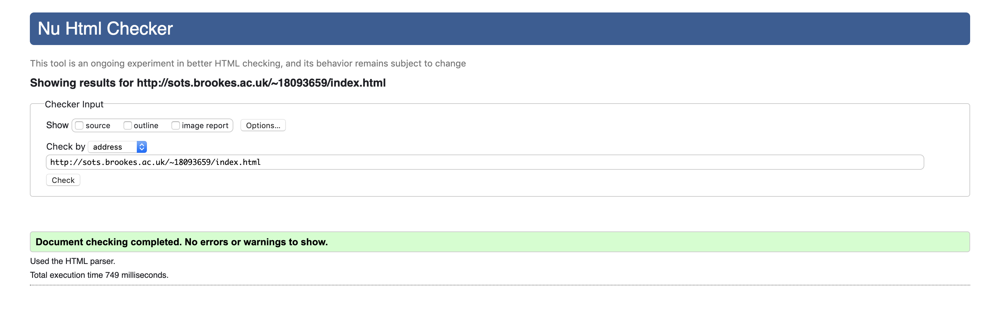 Nu Html Checker
This tool is an ongoing experiment in better HTML checking, and its behavior remains subject to change
Showing results for http://sots.brookes.ac.uk/~18093659/index.html
Checker Input
Show source outline image report Options...
Check by address
http://sots.brookes.ac.uk/~18093659/index.html
Check
Document checking completed. No errors or warnings to show.
Used the HTML parser.
Total execution time 749 milliseconds.